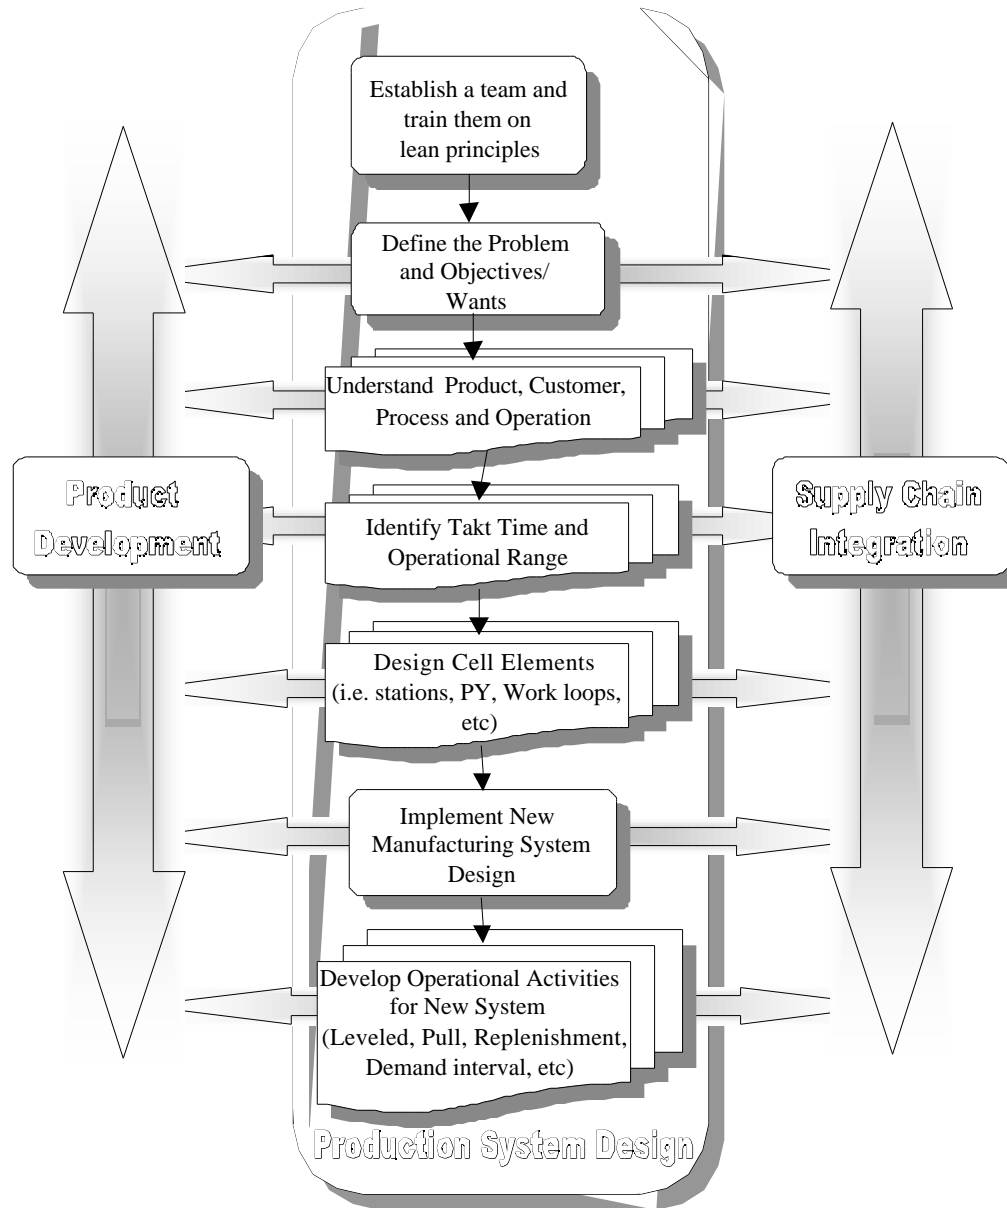 Establish a team and
train them on
lean principles
Define the Problem
and Objectives/
Wants
Understand Product, Customer,
Process and Operation
Product
Development
Supply Chain
Integration
Identify Takt Time and
Operational Range
Design Cell Elements
(i.e. stations, PY, Work loops,
etc)
Implement New
Manufacturing System
Design
Develop Operational Activities
for New System
(Leveled, Pull, Replenishment,
Demand interval, etc)
Production System Design